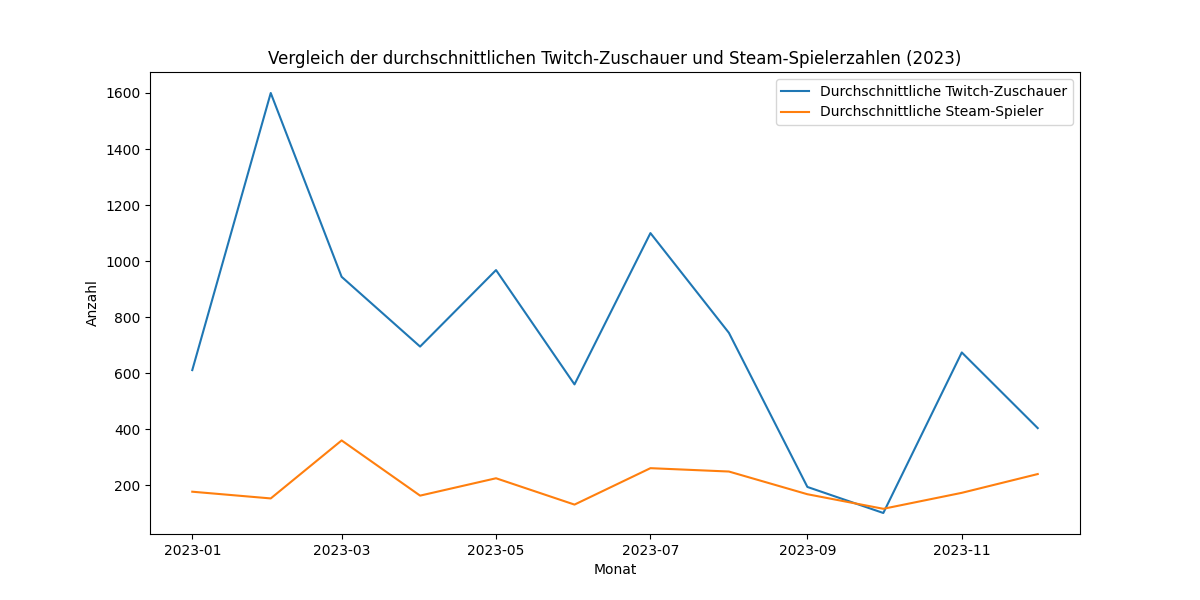 Vergleich der durchschnittlichen Twitch-Zuschauer und Steam-Spielerzahlen (2023)
Durchschnittliche Twitch-Zuschauer
Durchschnittliche Steam-Spieler
Anzahl
1600
1400
1200
1000
800
600
400
200
2023-01
2023-03
2023-05
2023-07
2023-09
2023-11
Monat